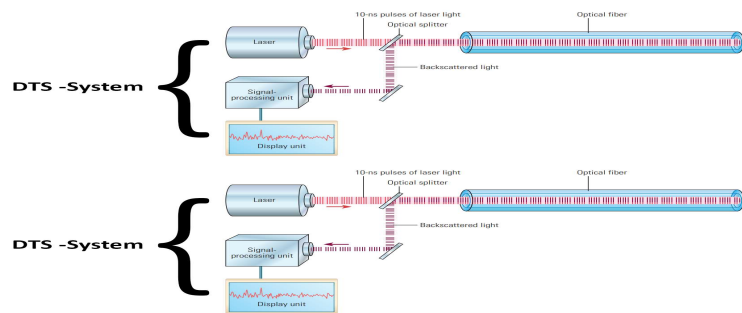 10-ns pulses of laser light
Optical splitter
Optical fiber
Laser
Backscattered light
DTS -System
Signal-
processing unit
Display unit
10-ns pulses of laser light
Optical splitter
Optical fiber
Laser
Backscattered light
DTS -System
Signal-
processing unit
Display unit